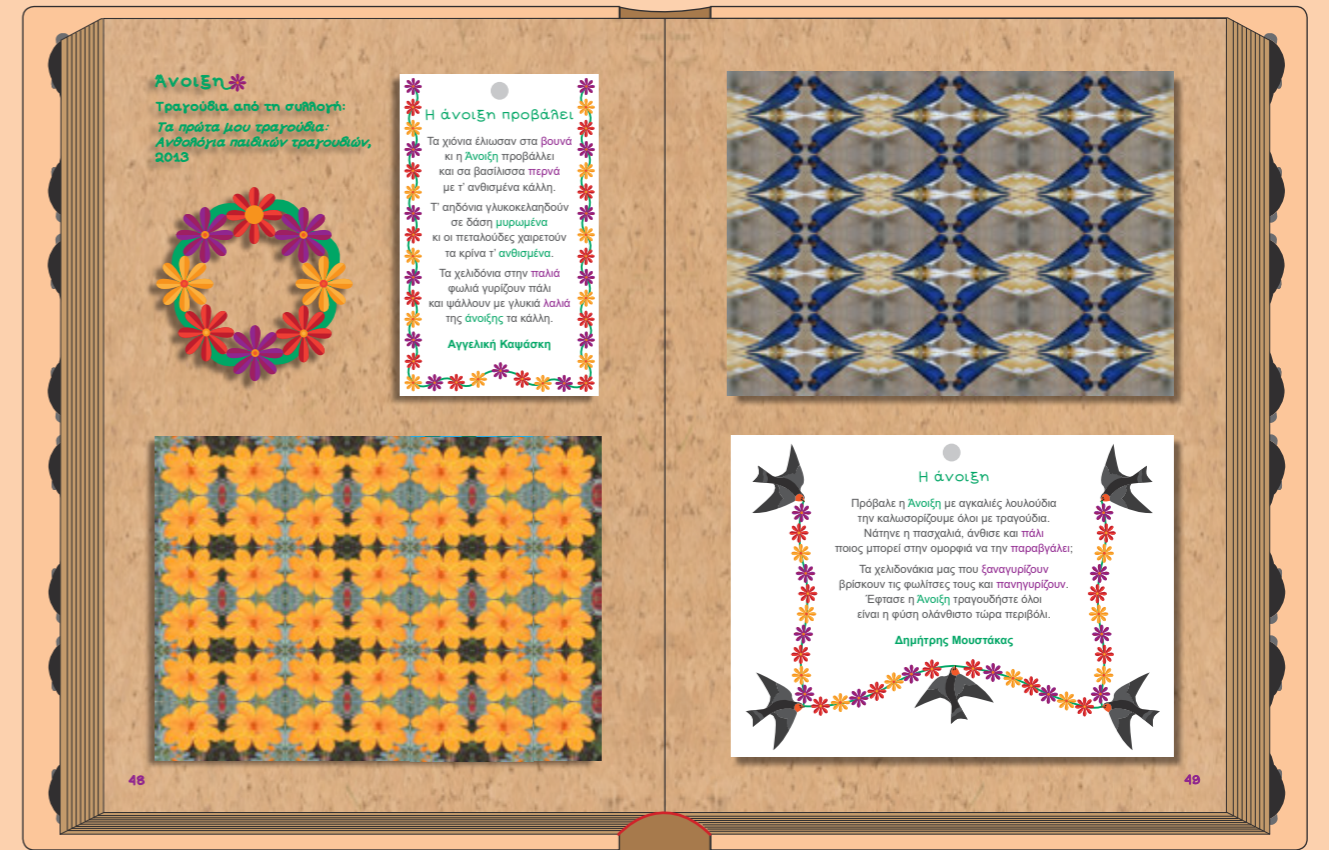 Άνοιξη
Τραγούδια από τη συλλογή:
Τα πρώτα μου τραγούδια:
Ανθολόγια παιδικών τραγουδιών,
2013
Η άνοιξη προβάλει
Τα χιόνια έλιωσαν στα βουνά
κι η Άνοιξη προβάλλει
και σα βασίλισσα περνά
με τ' ανθισμένα κάλλη.
Τ' αηδόνια γλυκοκελαηδούν
σε δάση μυρωμένα
κι οι πεταλούδες χαιρετούν
τα κρίνα τ' ανθισμένα.
Τα χελιδόνια στην παλιά
φωλιά γυρίζουν πάλι
και ψάλλουν με γλυκιά λαλιά
της άνοιξης τα κάλλη.
Αγγελική Καψάσκη
48
Η άνοιξη
Πρόβαλε η Άνοιξη με αγκαλιές λουλούδια
την καλωσορίζουμε όλοι με τραγούδια.
Νάτηνε η πασχαλιά, άνθισε και πάλι
ποιος μπορεί στην ομορφιά να την παραβγάλει;
Τα χελιδονάκια μας που ξαναγυρίζουν
βρίσκουν τις φωλίτσες τους και πανηγυρίζουν.
Έφτασε η Άνοιξη τραγουδήστε όλοι
είναι η φύση ολάνθιστο τώρα περιβόλι.
Δημήτρης Μουστάκας
49